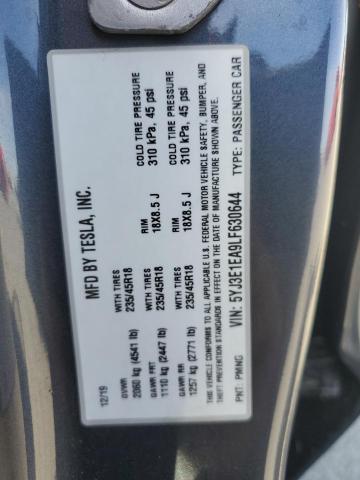 MFD BY TESLA, INC.
12/19
GVWR WITH TIRES RIM COLD TIRE PRESSURE
2060 kg (4541 lb) 235/45R18 18X8.5 J 310 kPa, 45 psi
GAWR FRT WITH TIRES RIM COLD TIRE PRESSURE
1110 kg (2447 lb) 235/45R18 18X8.5 J 310 kPa, 45 psi
GAWR RR
1257 kg (2771 lb)
THIS VEHICLE CONFORMS TO ALL APPLICABLE U.S. FEDERAL MOTOR VEHICLE SAFETY, BUMPER, AND
THEFT PREVENTION STANDARDS IN EFFECT ON THE DATE OF MANUFACTURE SHOWN ABOVE.
VIN: 5YJ3E1EA9LF630644
PNT: PMNG TYPE: PASSENGER CAR